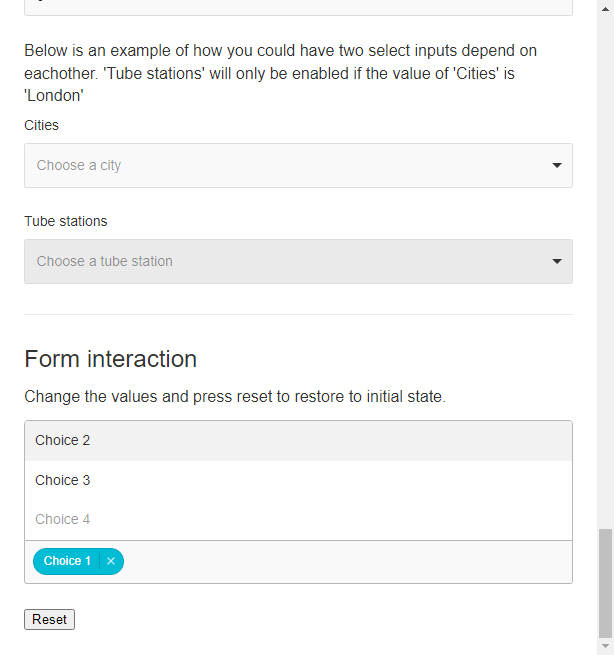 Below is an example of how you could have two select inputs depend on
eachother. 'Tube stations' will only be enabled if the value of 'Cities' is
'London'
Cities
Choose a city
Tube stations
Choose a tube station
Form interaction
Change the values and press reset to restore to initial state.
Choice 2
Choice 3
Choice 4
Choice 1
Reset